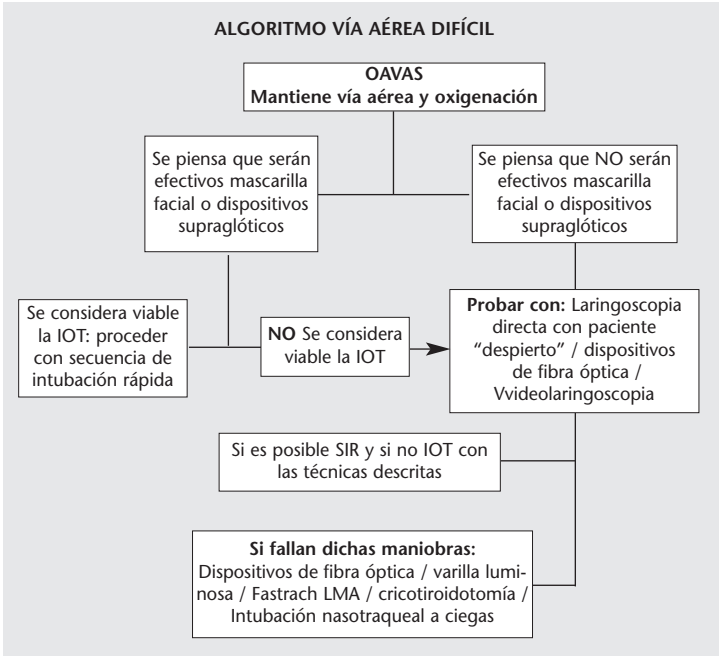 ALGORITMO VÍA AÉREA DIFÍCIL
OAVAS
Mantiene vía aérea y oxigenación
Se piensa que serán
efectivos mascarilla
facial o dispositivos
supraglóticos
Se piensa que NO serán
efectivos mascarilla
facial o dispositivos
supraglóticos
Se considera viable
la IOT: proceder
con secuencia de
intubación rápida
NO Se considera
viable la IOT
Probar con: Laringoscopia
directa con paciente
“despierto” / dispositivos
de fibra óptica /
Vvideolaringoscopia
Si es posible SIR y si no IOT con
las técnicas descritas
Si fallan dichas maniobras:
Dispositivos de fibra óptica / varilla lumi-
nosa / Fastrach LMA / cricotiroidotomía /
Intubación nasotraqueal a ciegas